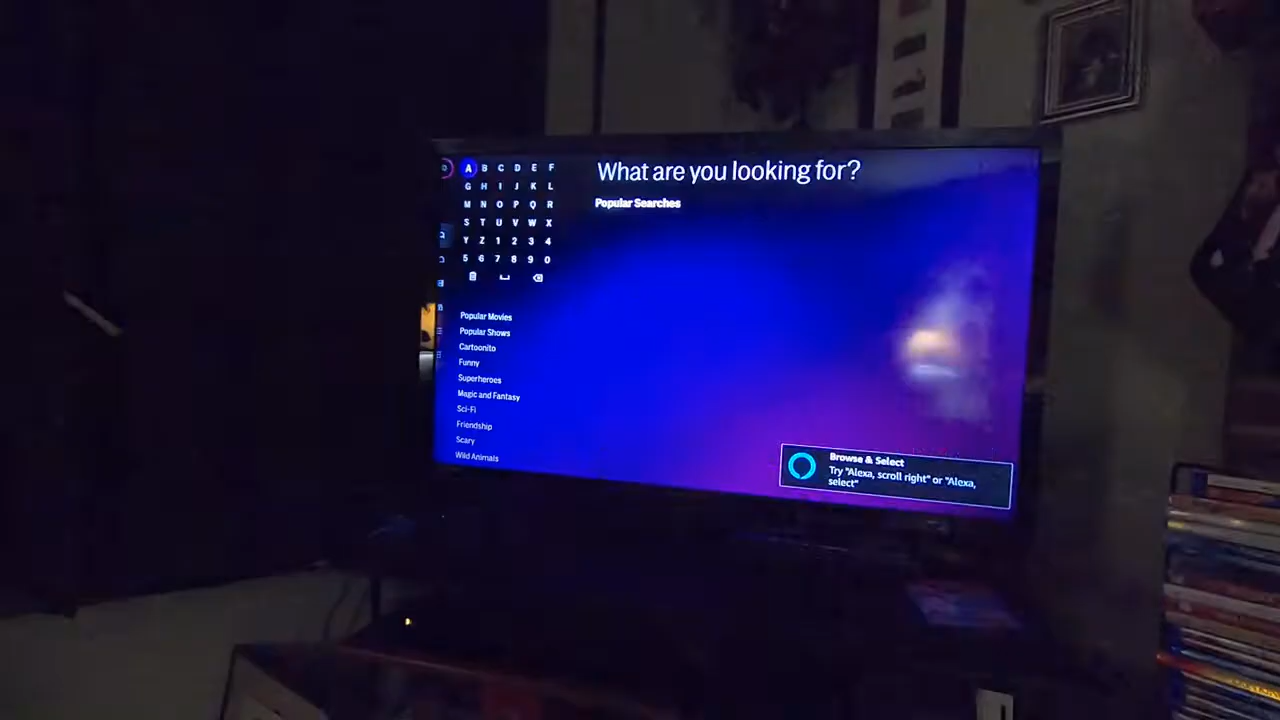 What are you looking for?
Popular Searches
A B C D E F
G H I J K L
M N O P Q R
S T U V W X
Y Z 1 2 3 4
5 6 7 8 9 0
Popular Movies
Popular Shows
Cartoonito
Funny
Superheroes
Magic and Fantasy
Sci-Fi
Friendship
Scary
Wild Animals
Browse & Select
Try "Alexa, scroll right" or "Alexa,
select"